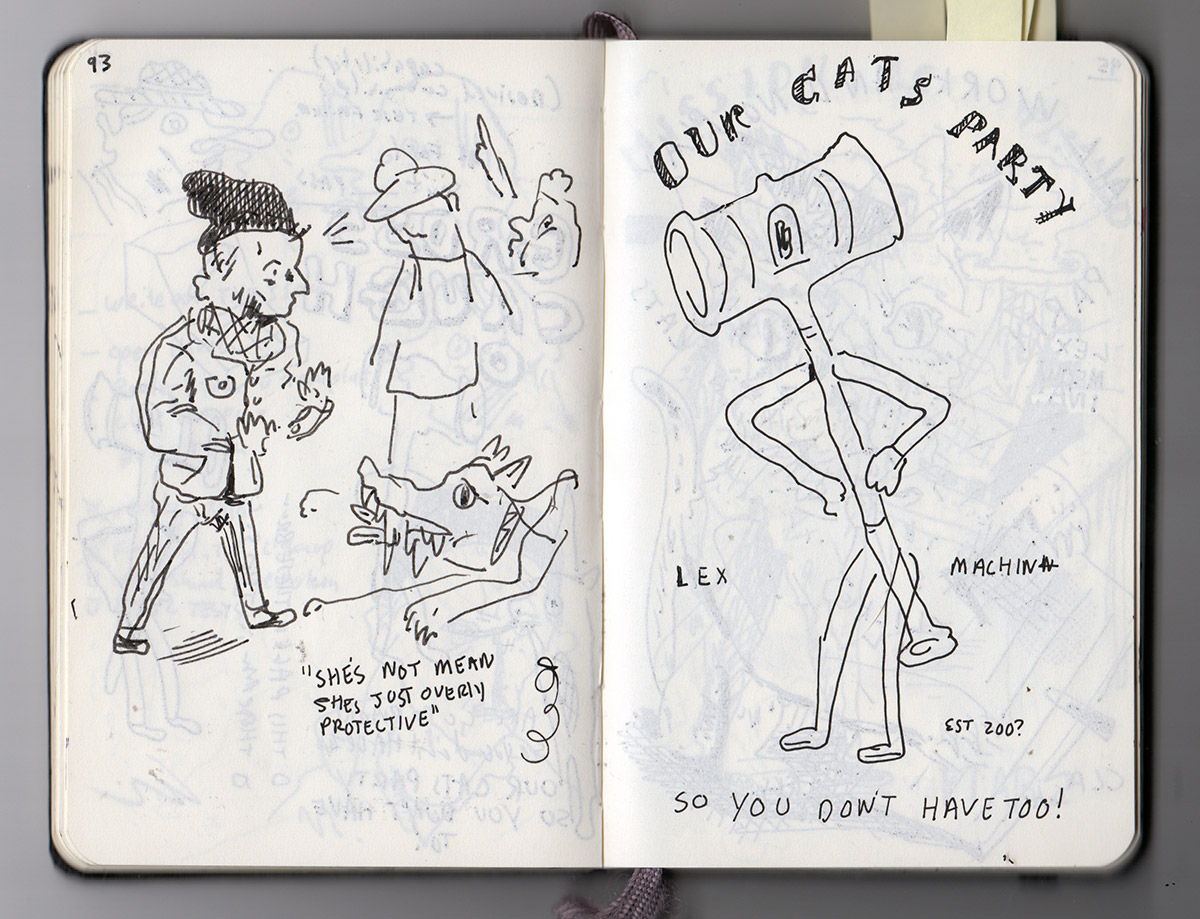 93
"SHE'S NOT MEAN
SHE'S JUST OVERLY
PROTECTIVE"
OUR CATS PARTY
LEX MACHINA
EST 200?
SO YOU DON'T HAVE TOO!